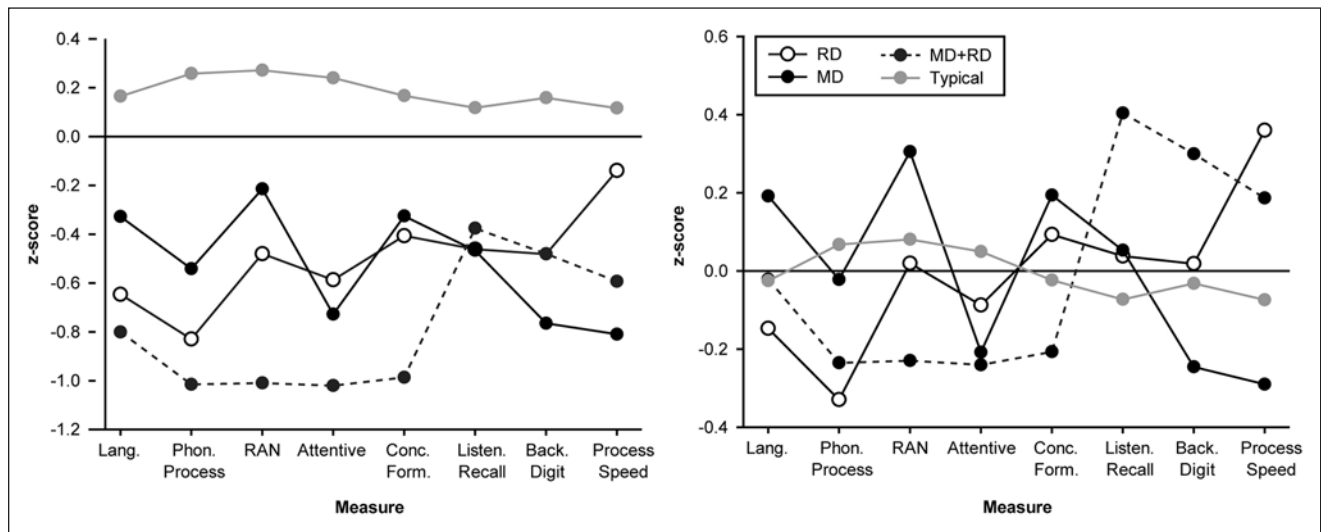 0.4
0.2
0.0
-0.2
-0.4
-0.6
-0.8
-1.0
-1.2
z-score
Lang.
Phon.
Process
RAN
Attentive
Conc.
Form.
Listen.
Recall
Back.
Digit
Process
Speed
Measure
0.6
0.4
0.2
0.0
-0.2
-0.4
z-score
RD
MD
MD+RD
Typical
Lang.
Phon.
Process
RAN
Attentive
Conc.
Form.
Listen.
Recall
Back.
Digit
Process
Speed
Measure